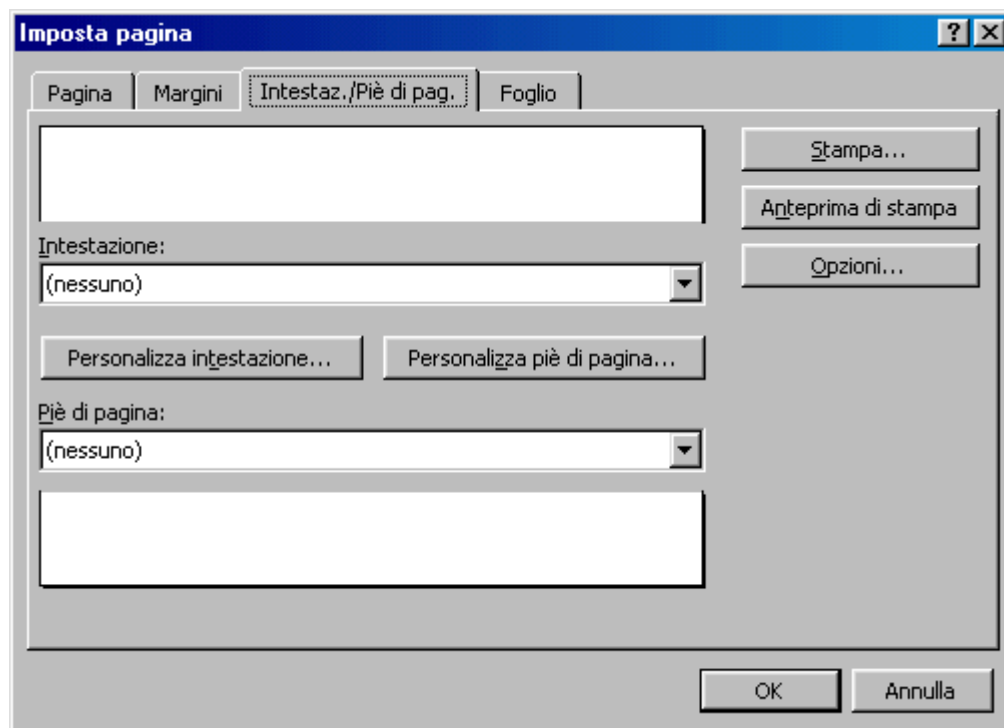 Imposta pagina
Pagina Margini Intestaz./Piè di pag. Foglio
Stampa...
Anteprima di stampa
Opzioni...
Intestazione:
(nessuno)
Personalizza intestazione... Personalizza piè di pagina...
Piè di pagina:
(nessuno)
OK Annulla